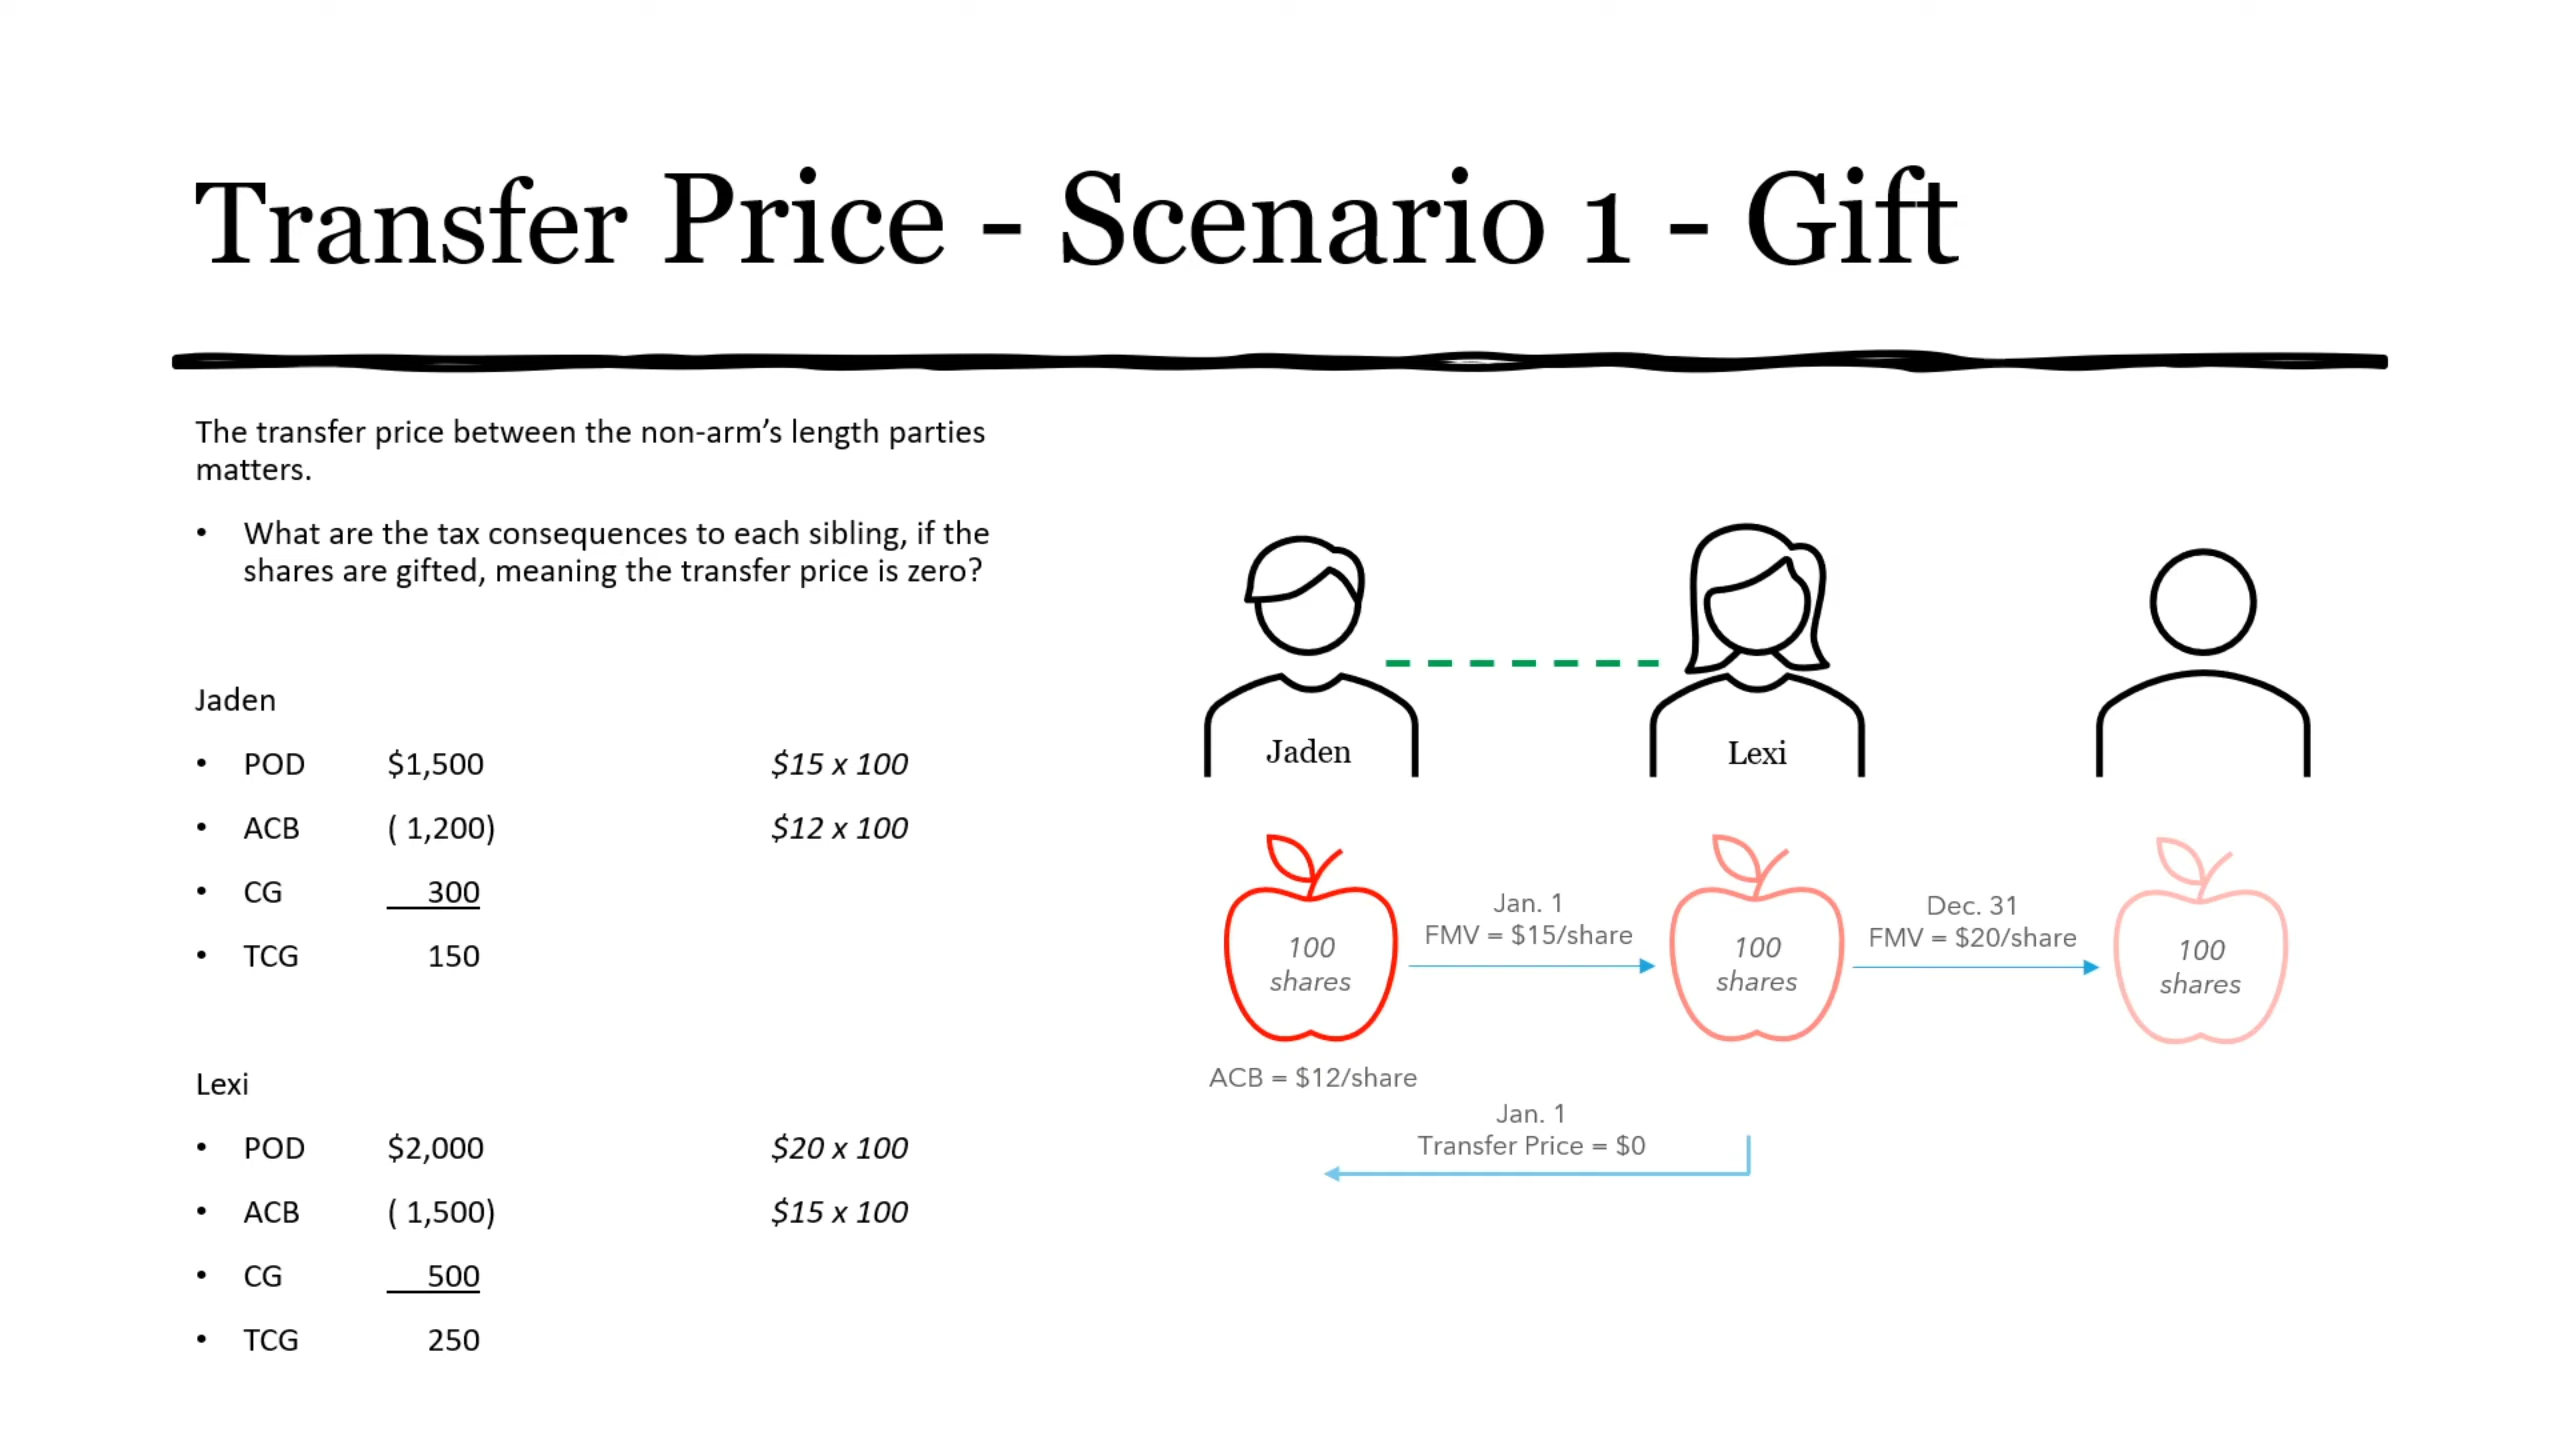 Transfer Price - Scenario 1 - Gift
The transfer price between the non-arm’s length parties
matters.
• What are the tax consequences to each sibling, if the
shares are gifted, meaning the transfer price is zero?
Jaden
• POD $1,500 $15 x 100
• ACB ( 1,200) $12 x 100
• CG 300
• TCG 150
Lexi
• POD $2,000 $20 x 100
• ACB ( 1,500) $15 x 100
• CG 500
• TCG 250
Jaden
Lexi
100
shares
Jan. 1
FMV = $15/share
100
shares
Dec. 31
FMV = $20/share
100
shares
ACB = $12/share
Jan. 1
Transfer Price = $0